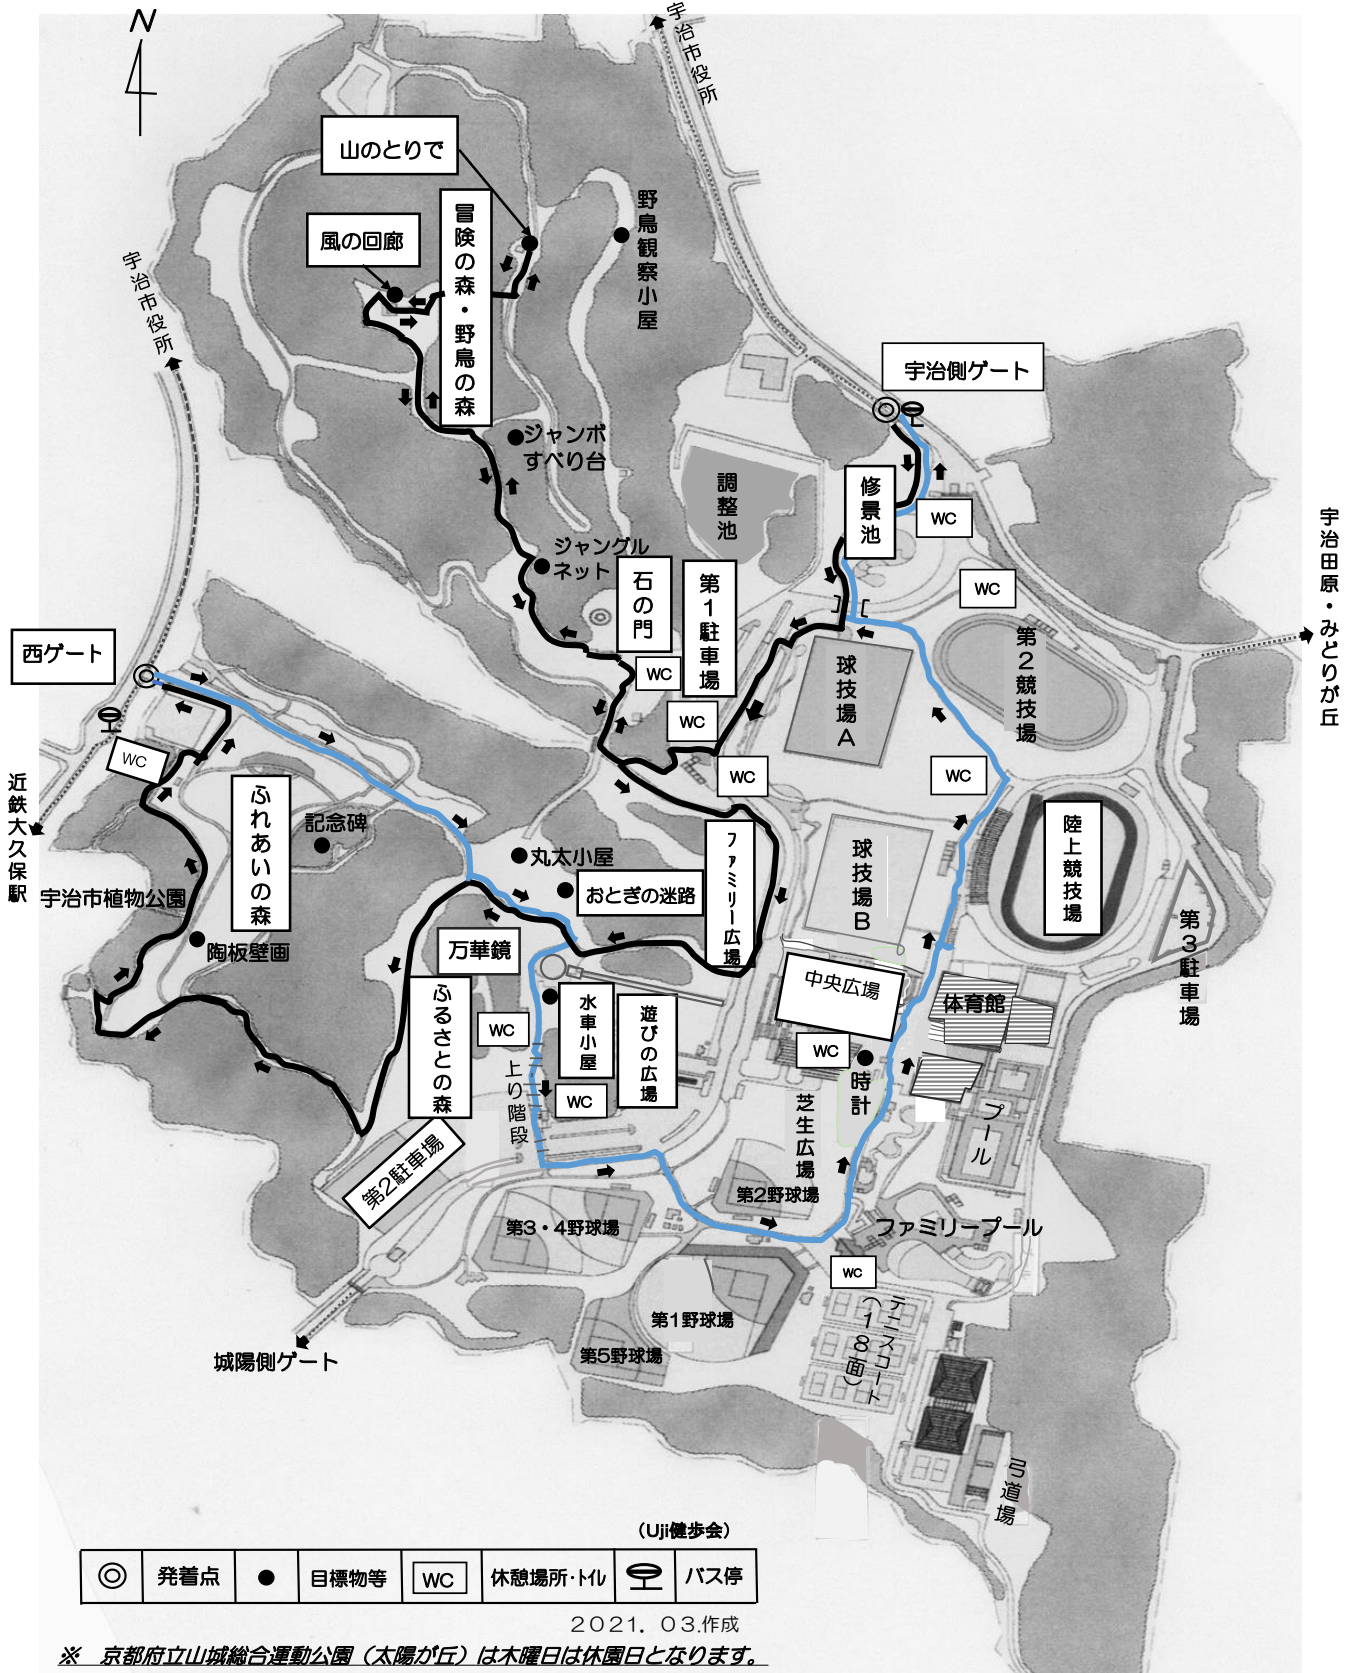 N
宇治市役所
山のとりで
風の回廊
冒険の森・野鳥の森
野鳥観察小屋
宇治市役所
宇治側ゲート
ジャンボ
すべり台
調整池
修景池
WC
宇治田原・みどりが丘
ジャングル
ネット
石の門
第1駐車場
WC
第2競技場
西ゲート
WC
WC
球技場A
WC
WC
WC
近鉄大久保駅
ふれあいの森
記念碑
丸太小屋
おとぎの迷路
ファミリー広場
球技場B
陸上競技場
宇治市植物公園
陶板壁画
万華鏡
第3駐車場
中央広場
体育館
ふるさとの森
水車小屋
遊びの広場
WC
WC
時計
上り階段
WC
芝生広場
プール
第2駐車場
第2野球場
第3・4野球場
ファミリープール
WC
第1野球場
テニスコート
(18面)
第5野球場
城陽側ゲート
弓道場
(Uji健歩会)
発着点
目標物等
WC
休憩場所・トイレ
バス停
2021. 03.作成
※ 京都府立山城総合運動公園(太陽が丘)は木曜日は休園日となります。